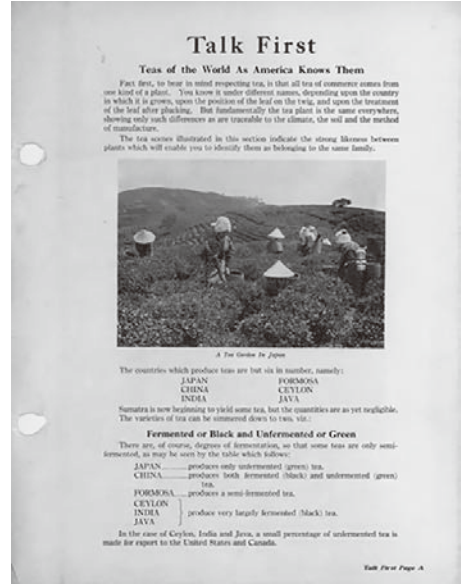 Talk First
Teas of the World As America Knows Them
Fact first, to bear in mind respecting tea, is that all tea of commerce comes from
one kind of a plant. You know it under different names, depending upon the country
in which it is grown, upon the position of the leaf on the twig, and upon the treatment
of the leaf after plucking. But fundamentally the tea plant is the same everywhere,
showing only such differences as are traceable to the climate, the soil and the method
of manufacture.
The tea scenes illustrated in this section indicate the strong likeness between
plants which will enable you to identify them as belonging to the same family.
A Tea Garden In Japan
The countries which produce teas are but six in number, namely:
JAPAN FORMOSA
CHINA CEYLON
INDIA JAVA
Sumatra is now beginning to yield some tea, but the quantities are as yet negligible.
The varieties of tea can be simmered down to two, viz.:
Fermented or Black and Unfermented or Green
There are, of course, degrees of fermentation, so that some teas are only semi-
fermented, as may be seen by the table which follows:
JAPAN........produces only unfermented (green) tea.
CHINA........produces both fermented (black) and unfermented (green)
tea.
FORMOSA....produces a semi-fermented tea.
CEYLON
INDIA } produce very largely fermented (black) tea.
JAVA
In the case of Ceylon, India and Java, a small percentage of unfermented tea is
made for export to the United States and Canada.
Talk First Page A